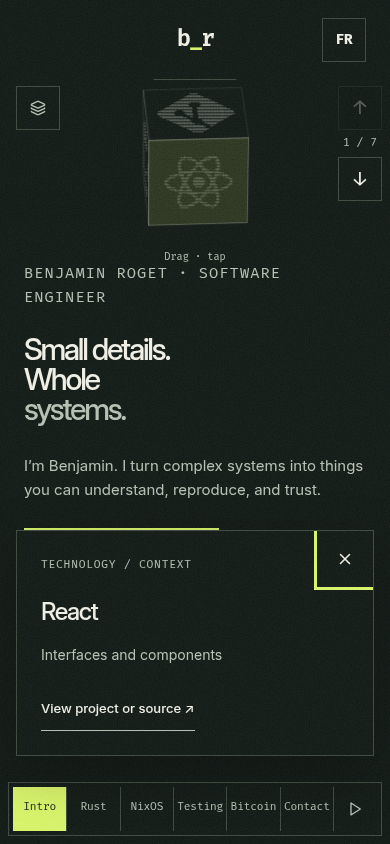 b_r
FR
1 / 7
Drag · tap
BENJAMIN ROGET · SOFTWARE
ENGINEER
Small details.
Whole
systems.
I'm Benjamin. I turn complex systems into things
you can understand, reproduce, and trust.
TECHNOLOGY / CONTEXT
React
Interfaces and components
View project or source ↗
Intro
Rust
NixOS
Testing
Bitcoin
Contact